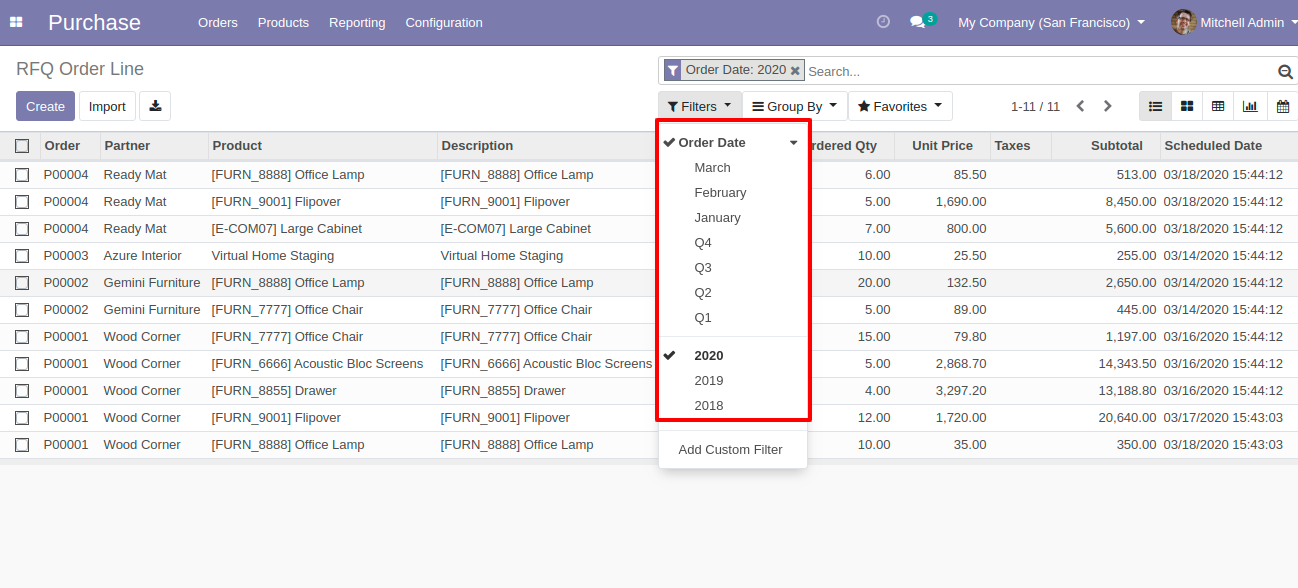 Purchase Orders Products Reporting Configuration 3 My Company (San Francisco) Mitchell Admin
RFQ Order Line
Order Date: 2020 Search...
Create Import Filters Group By Favorites 1-11 / 11
Order Partner Product Description rdered Qty Unit Price Taxes Subtotal Scheduled Date
P00004 Ready Mat [FURN_8888] Office Lamp [FURN_8888] Office Lamp 6.00 85.50 513.00 03/18/2020 15:44:12
P00004 Ready Mat [FURN_9001] Flipover [FURN_9001] Flipover 5.00 1,690.00 8,450.00 03/18/2020 15:44:12
P00004 Ready Mat [E-COM07] Large Cabinet [E-COM07] Large Cabinet 7.00 800.00 5,600.00 03/18/2020 15:44:12
P00003 Azure Interior Virtual Home Staging Virtual Home Staging 10.00 25.50 255.00 03/14/2020 15:44:12
P00002 Gemini Furniture [FURN_8888] Office Lamp [FURN_8888] Office Lamp 20.00 132.50 2,650.00 03/14/2020 15:44:12
P00002 Gemini Furniture [FURN_7777] Office Chair [FURN_7777] Office Chair 5.00 89.00 445.00 03/14/2020 15:44:12
P00001 Wood Corner [FURN_7777] Office Chair [FURN_7777] Office Chair 15.00 79.80 1,197.00 03/16/2020 15:44:12
P00001 Wood Corner [FURN_6666] Acoustic Bloc Screens [FURN_6666] Acoustic Bloc Screens 5.00 2,868.70 14,343.50 03/16/2020 15:44:12
P00001 Wood Corner [FURN_8855] Drawer [FURN_8855] Drawer 4.00 3,297.20 13,188.80 03/16/2020 15:44:12
P00001 Wood Corner [FURN_9001] Flipover [FURN_9001] Flipover 12.00 1,720.00 20,640.00 03/17/2020 15:43:03
P00001 Wood Corner [FURN_8888] Office Lamp [FURN_8888] Office Lamp 10.00 35.00 350.00 03/18/2020 15:43:03
Order Date
March
February
January
Q4
Q3
Q2
Q1
2020
2019
2018
Add Custom Filter